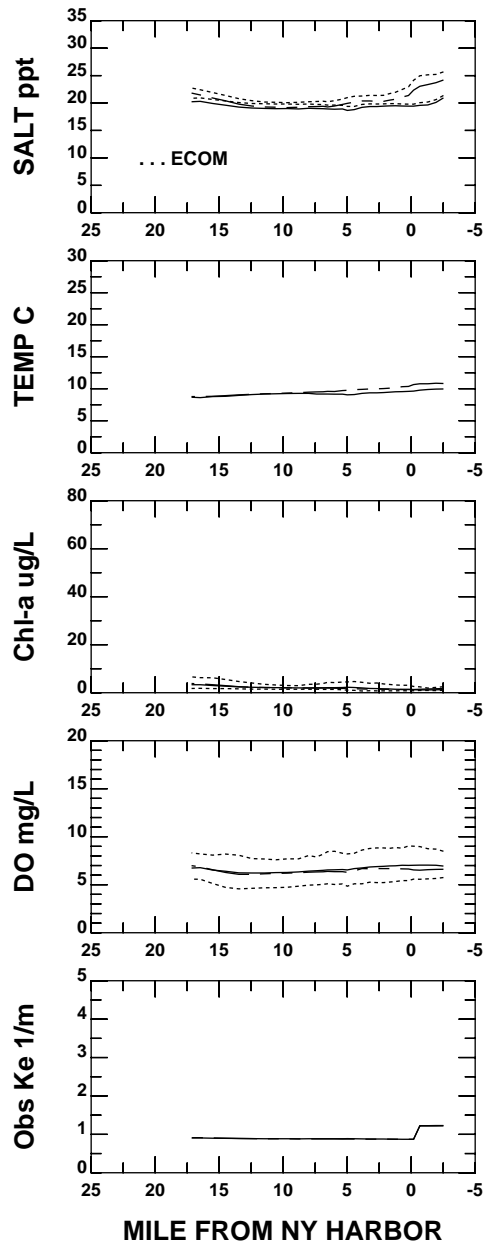 SALT ppt
35
30
25
20
15
10
5
0
. . . ECOM
25 20 15 10 5 0 -5
TEMP C
30
25
20
15
10
5
0
25 20 15 10 5 0 -5
Chl-a ug/L
80
60
40
20
0
25 20 15 10 5 0 -5
DO mg/L
20
15
10
5
0
25 20 15 10 5 0 -5
Obs Ke 1/m
5
4
3
2
1
0
25 20 15 10 5 0 -5
MILE FROM NY HARBOR